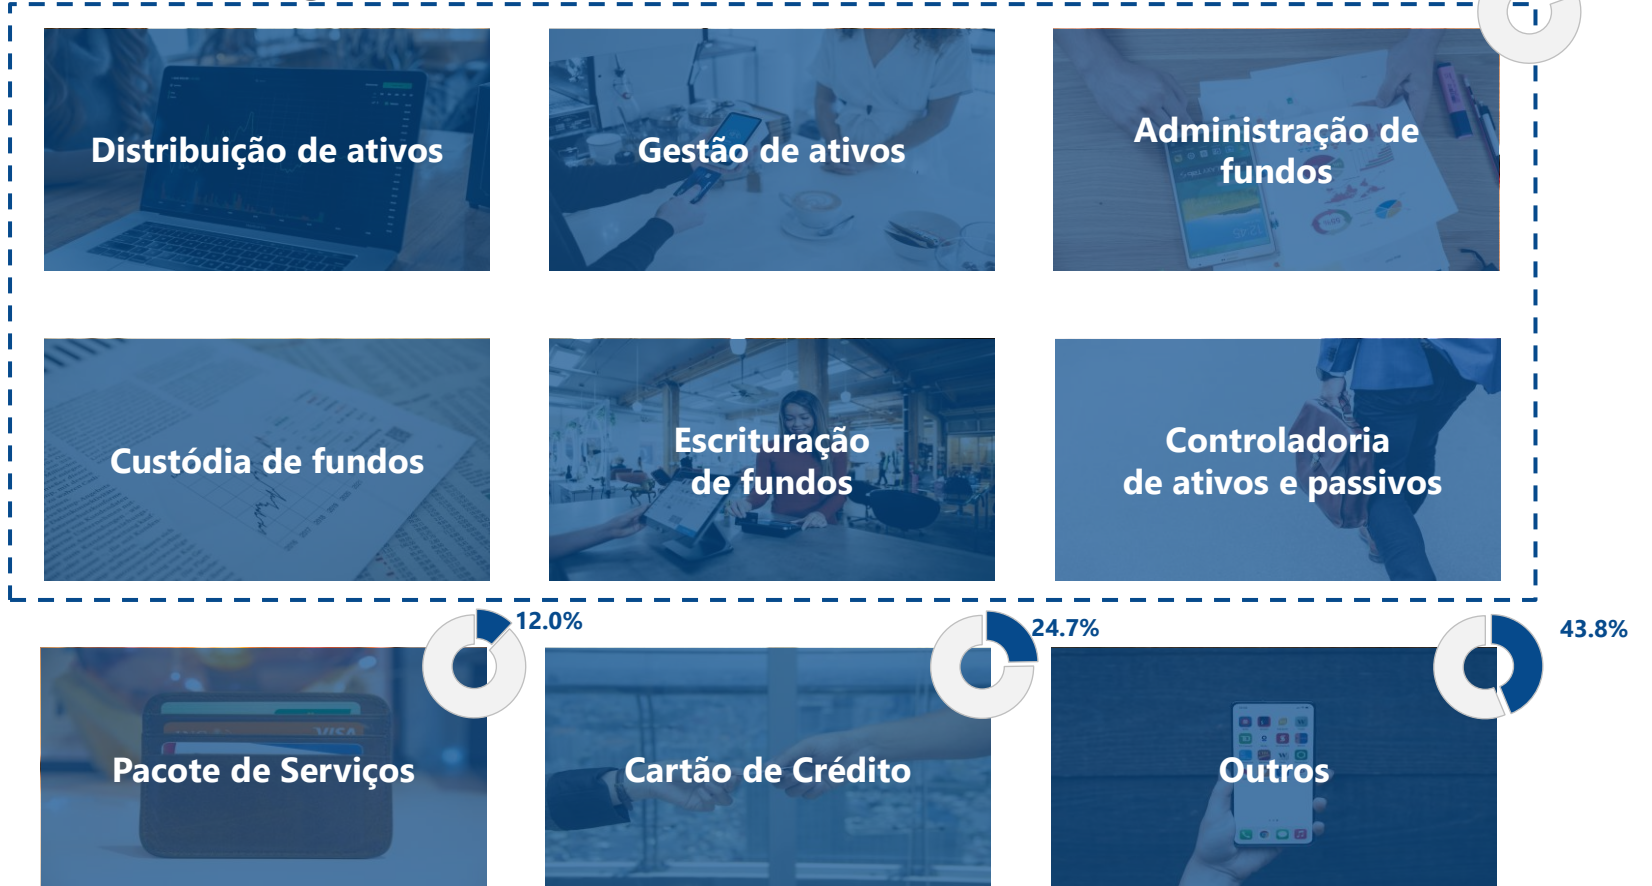 Distribuição de ativos
Gestão de ativos
Administração de
fundos
Custódia de fundos
Escrituração
de fundos
Controladoria
de ativos e passivos
12.0%
24.7%
43.8%
VISA
Pacote de Serviços
Cartão de Crédito
Outros